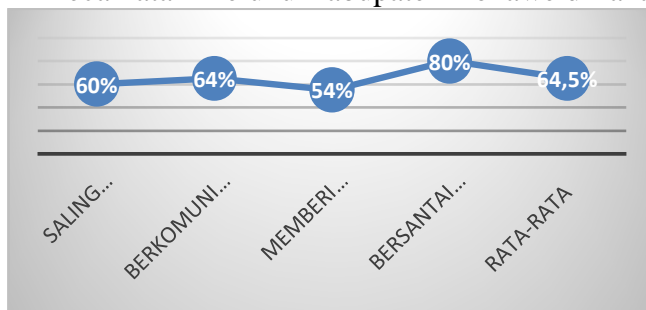 60%
64%
54%
80%
64,5%
SALING...
BERKOMUNI...
MEMBERI...
BERSANTAI...
RATA-RATA